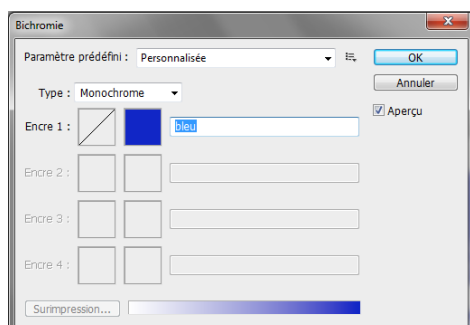 Bichromie
Paramètre prédéfini : Personnalisée
OK
Annuler
Type : Monochrome
Aperçu
Encre 1 : bleu
Encre 2 :
Encre 3 :
Encre 4 :
Surimpression...